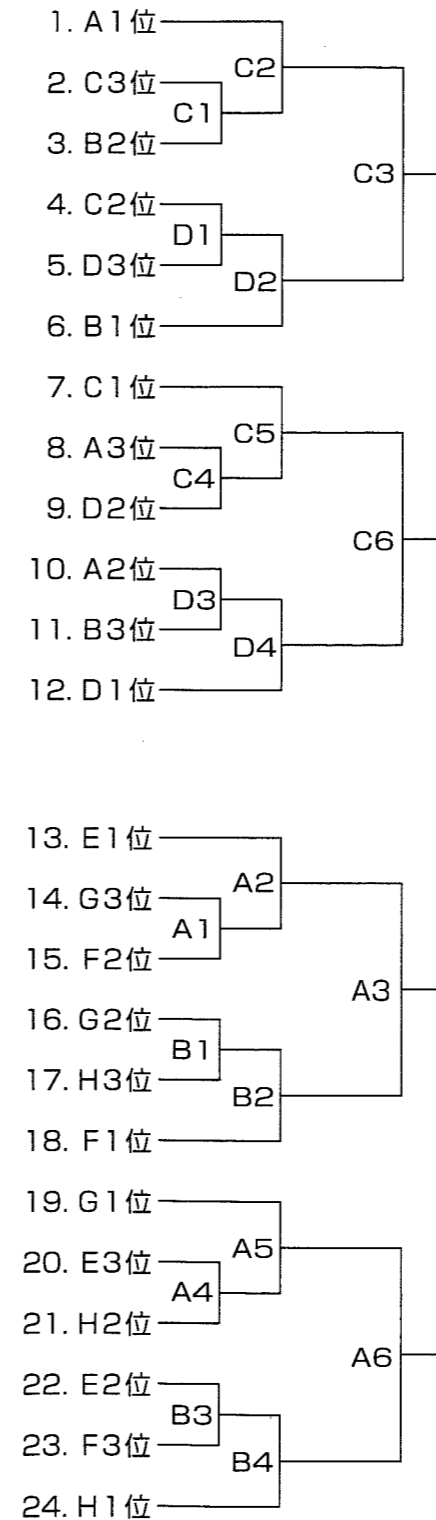 1. A1位
C2
2. C3位
C1
3. B2位
C3
4. C2位
D1
5. D3位
D2
6. B1位
7. C1位
C5
8. A3位
C4
9. D2位
C6
10. A2位
D3
11. B3位
D4
12. D1位
13. E1位
A2
14. G3位
A1
15. F2位
A3
16. G2位
B1
17. H3位
B2
18. F1位
19. G1位
A5
20. E3位
A4
21. H2位
A6
22. E2位
B3
23. F3位
B4
24. H1位